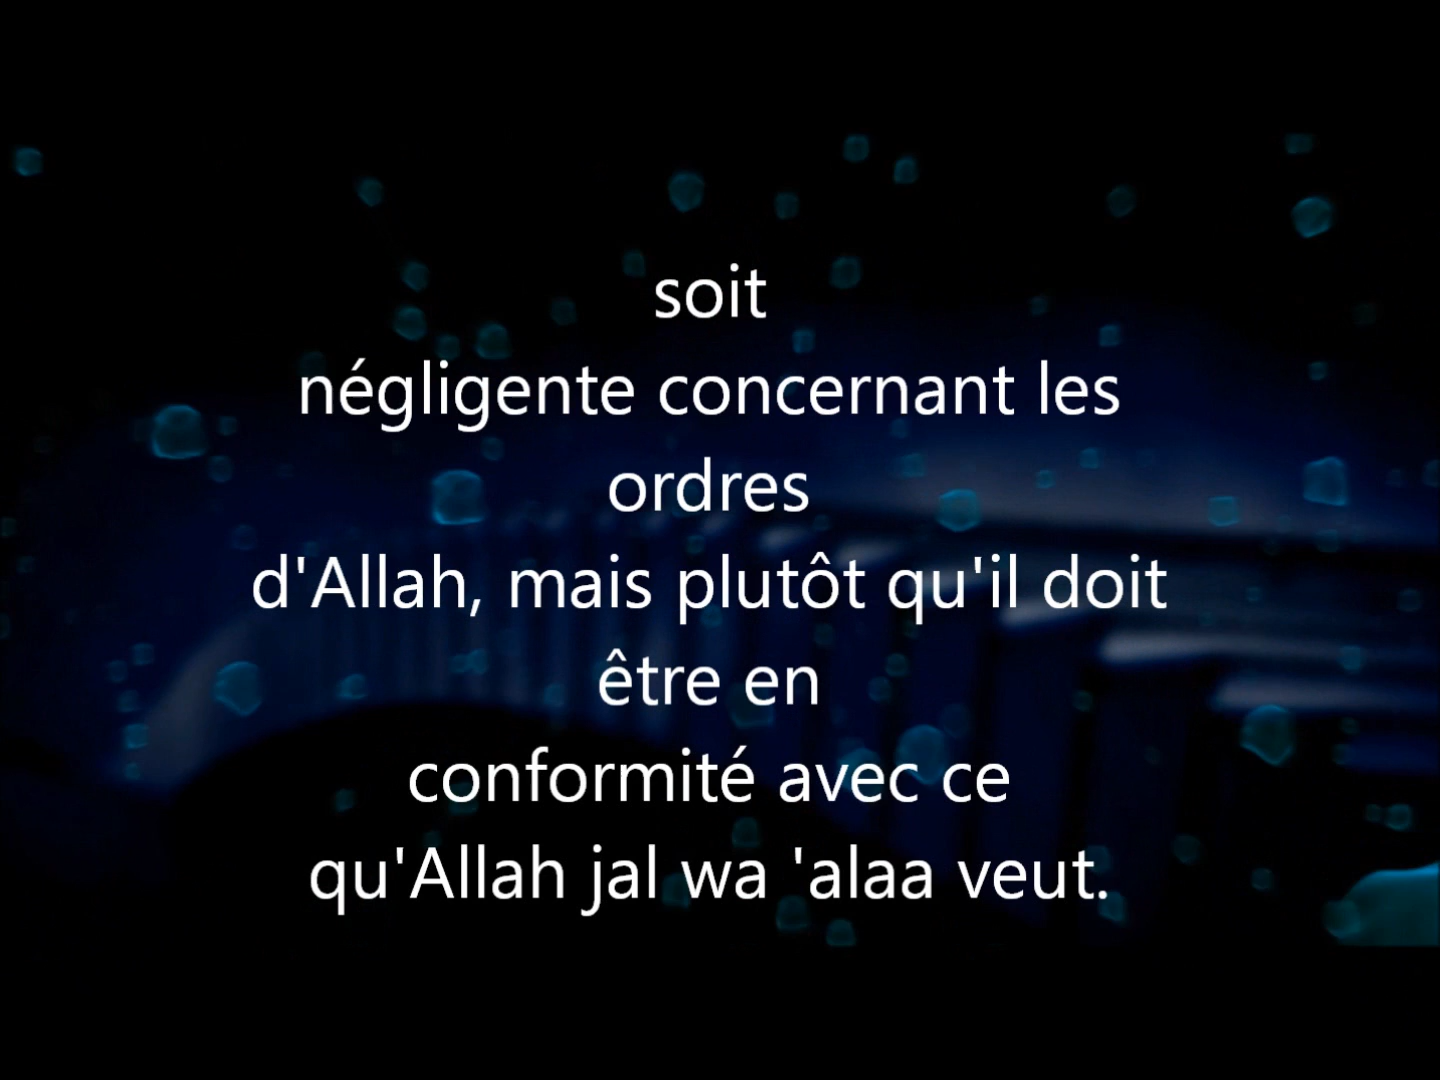 soit
négligente concernant les
ordres
d'Allah, mais plutôt qu'il doit
être en
conformité avec ce
qu'Allah jal wa 'alaa veut.